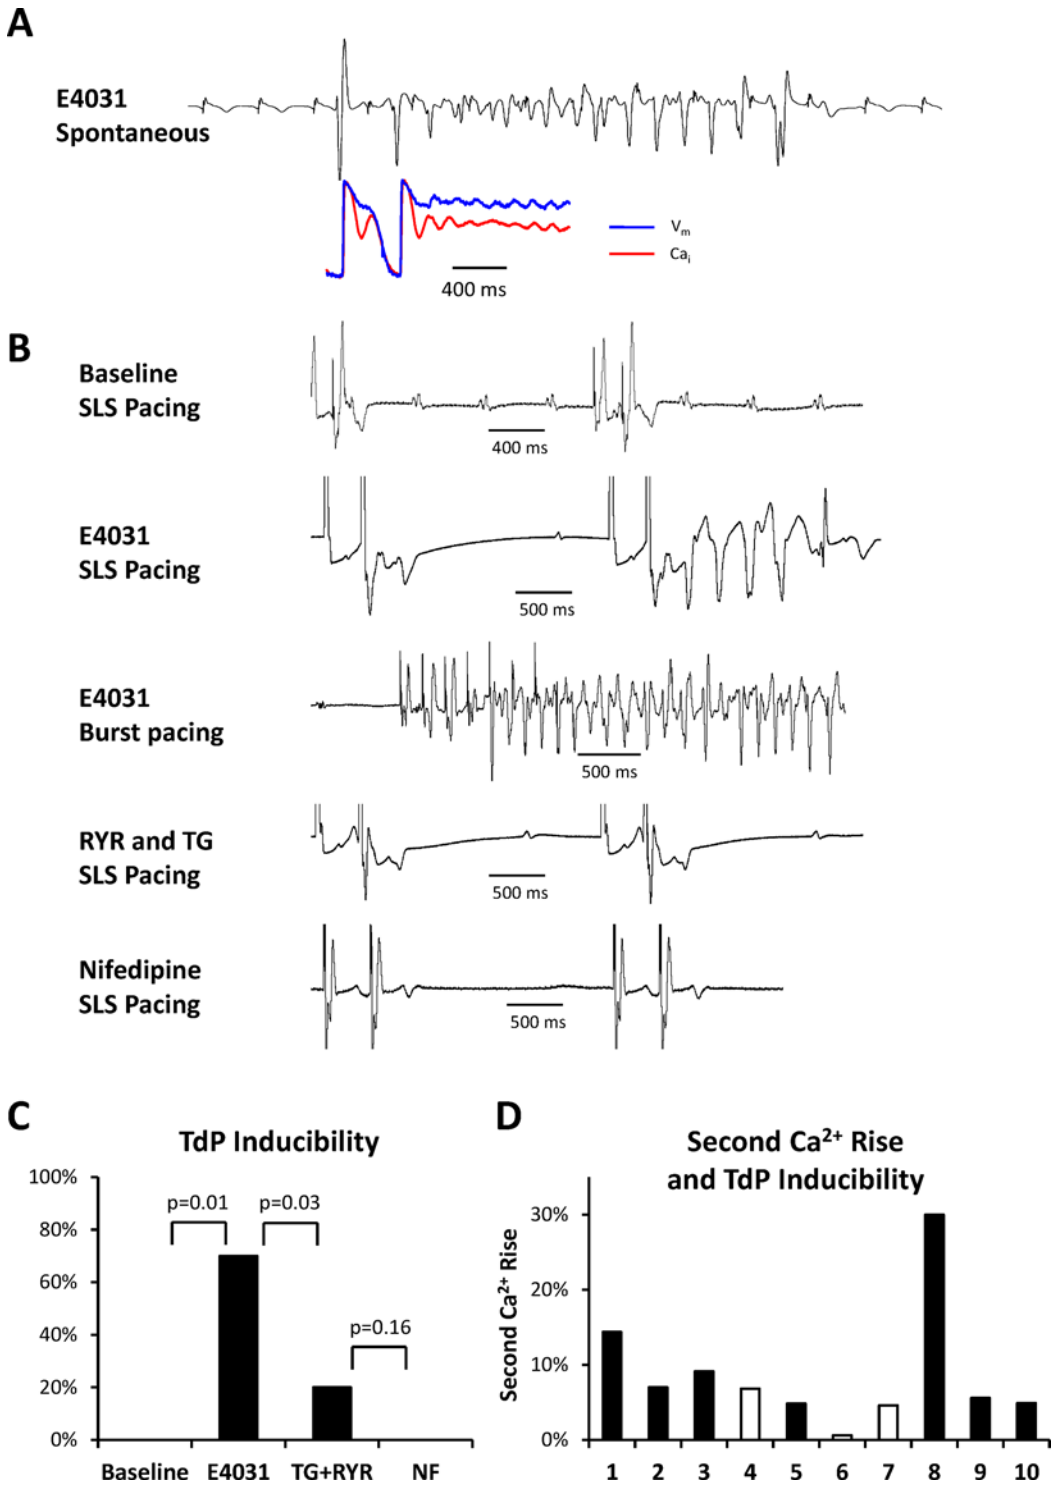 A
E4031
Spontaneous
Vm
Cai
400 ms
B
Baseline
SLS Pacing
400 ms
E4031
SLS Pacing
500 ms
E4031
Burst pacing
500 ms
RYR and TG
SLS Pacing
500 ms
Nifedipine
SLS Pacing
500 ms
C
TdP Inducibility
100%
80%
60%
40%
20%
0%
p=0.01
p=0.03
p=0.16
Baseline E4031 TG+RYR NF
D
Second Ca²⁺ Rise
and TdP Inducibility
Second Ca²⁺ Rise
30%
20%
10%
0%
1 2 3 4 5 6 7 8 9 10